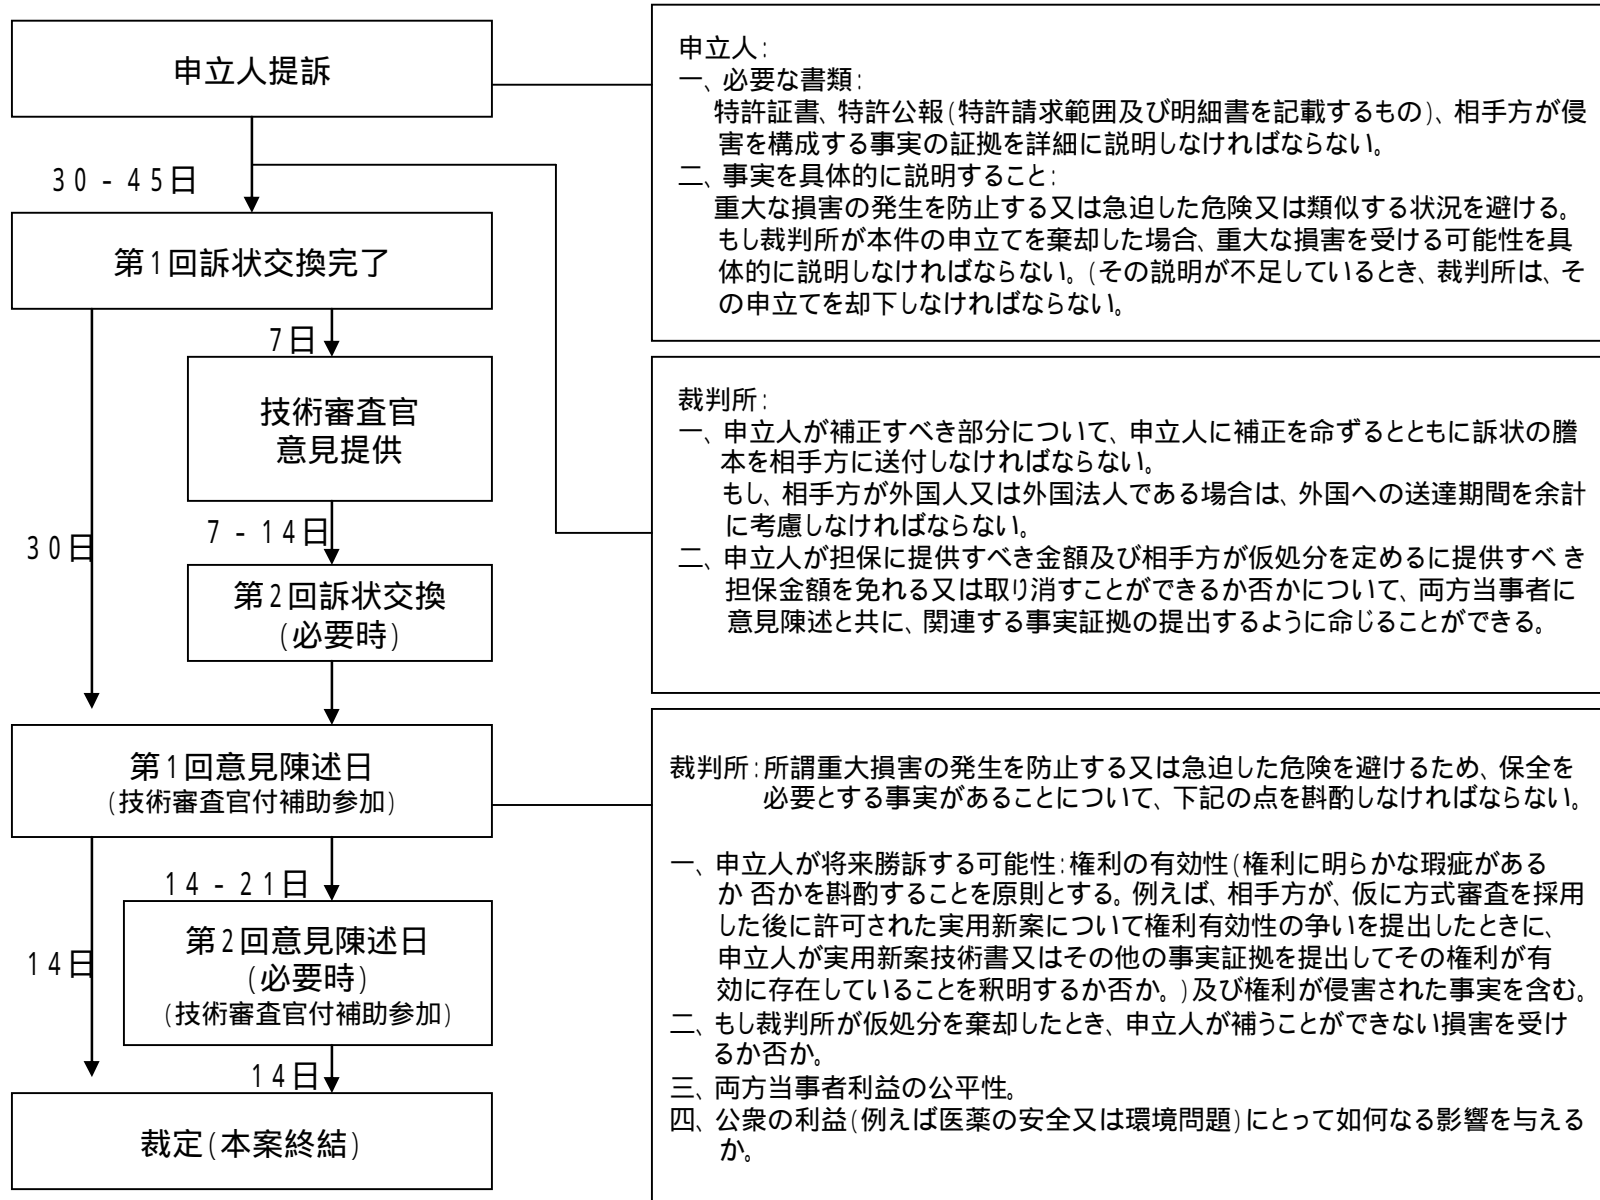 申立人提訴
30-45日
第1回訴状交換完了
7日
技術審査官
意見提供
7-14日
30日
第2回訴状交換
(必要時)
第1回意見陳述日
(技術審査官付補助参加)
14-21日
第2回意見陳述日
(必要時)
(技術審査官付補助参加)
14日
14日
裁定(本案終結)
申立人:
一、必要な書類:
特許証書、特許公報(特許請求範囲及び明細書を記載するもの)、相手方が侵
害を構成する事実の証拠を詳細に説明しなければならない。
二、事実を具体的に説明すること:
重大な損害の発生を防止する又は急迫した危険又は類似する状況を避ける。
もし裁判所が本件の申立てを棄却した場合、重大な損害を受ける可能性を具
体的に説明しなければならない。(その説明が不足しているとき、裁判所は、そ
の申立てを却下しなければならない。
裁判所:
一、申立人が補正すべき部分について、申立人に補正を命ずるとともに訴状の謄
本を相手方に送付しなければならない。
もし、相手方が外国人又は外国法人である場合は、外国への送達期間を余計
に考慮しなければならない。
二、申立人が担保に提供すべき金額及び相手方が仮処分を定めるに提供すべき
担保金額を免れる又は取り消すことができるか否かについて、両方当事者に
意見陳述と共に、関連する事実証拠の提出するように命じることができる。
裁判所:所謂重大損害の発生を防止する又は急迫した危険を避けるため、保全を
必要とする事実があることについて、下記の点を斟酌しなければならない。
一、申立人が将来勝訴する可能性:権利の有効性(権利に明らかな瑕疵がある
か否かを斟酌することを原則とする。例えば、相手方が、仮に方式審査を採用
した後に許可された実用新案について権利有効性の争いを提出したときに、
申立人が実用新案技術書又はその他の事実証拠を提出してその権利が有
効に存在していることを釈明するか否か。)及び権利が侵害された事実を含む。
二、もし裁判所が仮処分を棄却したとき、申立人が補うことができない損害を受け
るか否か。
三、両方当事者利益の公平性。
四、公衆の利益(例えば医薬の安全又は環境問題)にとって如何なる影響を与える
か。